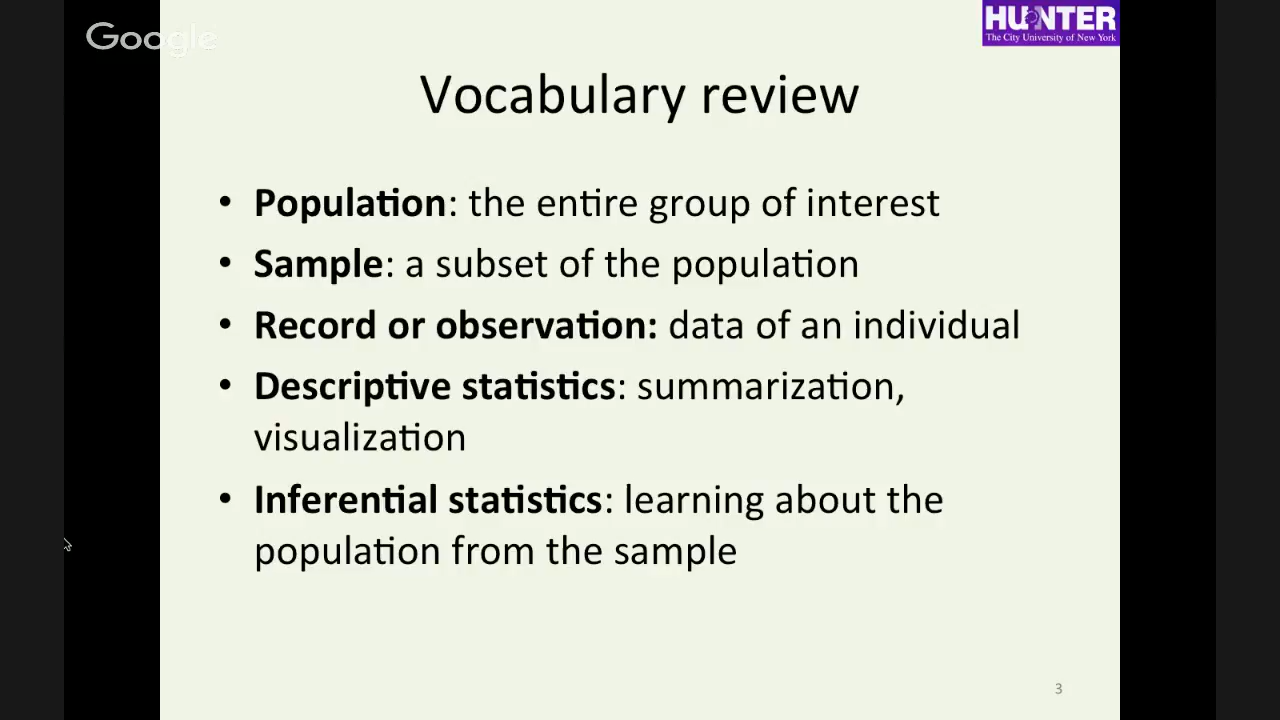 Google
HUNTER
The City University of New York
Vocabulary review
• Population: the entire group of interest
• Sample: a subset of the population
• Record or observation: data of an individual
• Descriptive statistics: summarization,
visualization
• Inferential statistics: learning about the
population from the sample
3